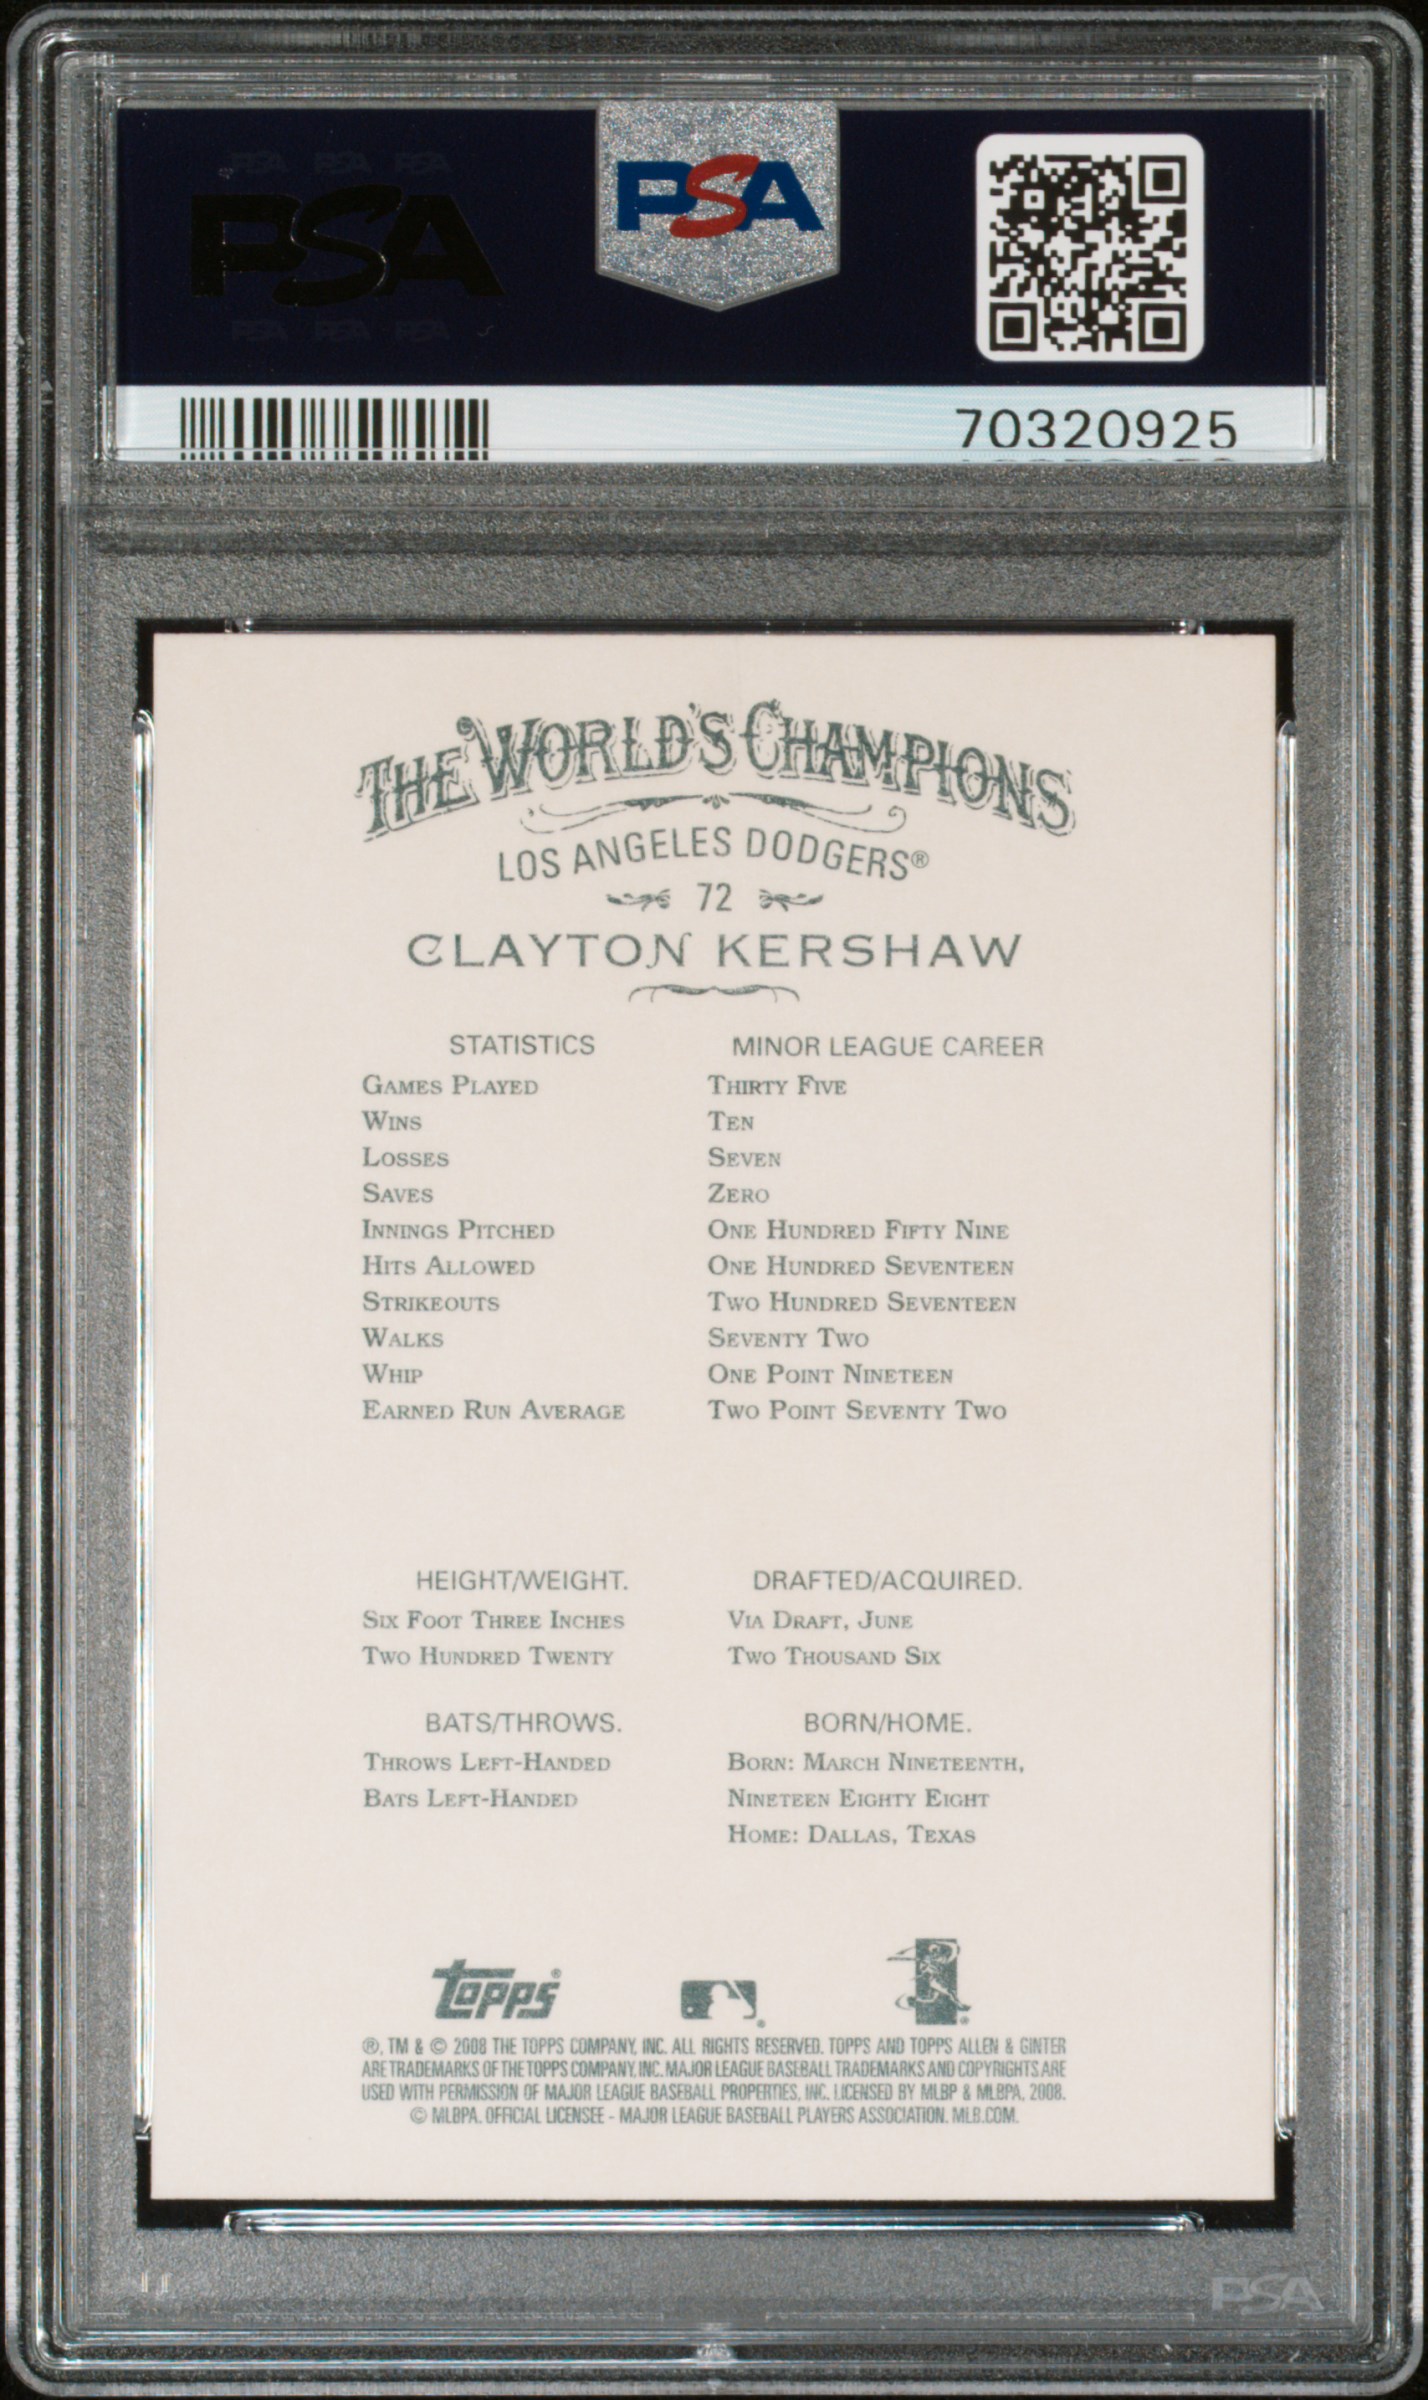 PSA PSA PSA
PSA
PSA PSA PSA
PSA
70320925
THE WORLD'S CHAMPIONS
LOS ANGELES DODGERS®
72
CLAYTON KERSHAW
STATISTICS MINOR LEAGUE CAREER
GAMES PLAYED THIRTY FIVE
WINS TEN
LOSSES SEVEN
SAVES ZERO
INNINGS PITCHED ONE HUNDRED FIFTY NINE
HITS ALLOWED ONE HUNDRED SEVENTEEN
STRIKEOUTS TWO HUNDRED SEVENTEEN
WALKS SEVENTY TWO
WHIP ONE POINT NINETEEN
EARNED RUN AVERAGE TWO POINT SEVENTY TWO
HEIGHT/WEIGHT. DRAFTED/ACQUIRED.
SIX FOOT THREE INCHES VIA DRAFT, JUNE
TWO HUNDRED TWENTY TWO THOUSAND SIX
BATS/THROWS. BORN/HOME.
THROWS LEFT-HANDED BORN: MARCH NINETEENTH,
BATS LEFT-HANDED NINETEEN EIGHTY EIGHT
HOME: DALLAS, TEXAS
Topps®
®, TM & © 2008 THE TOPPS COMPANY, INC. ALL RIGHTS RESERVED. TOPPS AND TOPPS ALLEN & GINTER
ARE TRADEMARKS OF THE TOPPS COMPANY, INC. MAJOR LEAGUE BASEBALL TRADEMARKS AND COPYRIGHTS ARE
USED WITH PERMISSION OF MAJOR LEAGUE BASEBALL PROPERTIES, INC. LICENSED BY MLBP & MLBPA, 2008.
© MLBPA. OFFICIAL LICENSEE - MAJOR LEAGUE BASEBALL PLAYERS ASSOCIATION. MLB.COM.
PSA